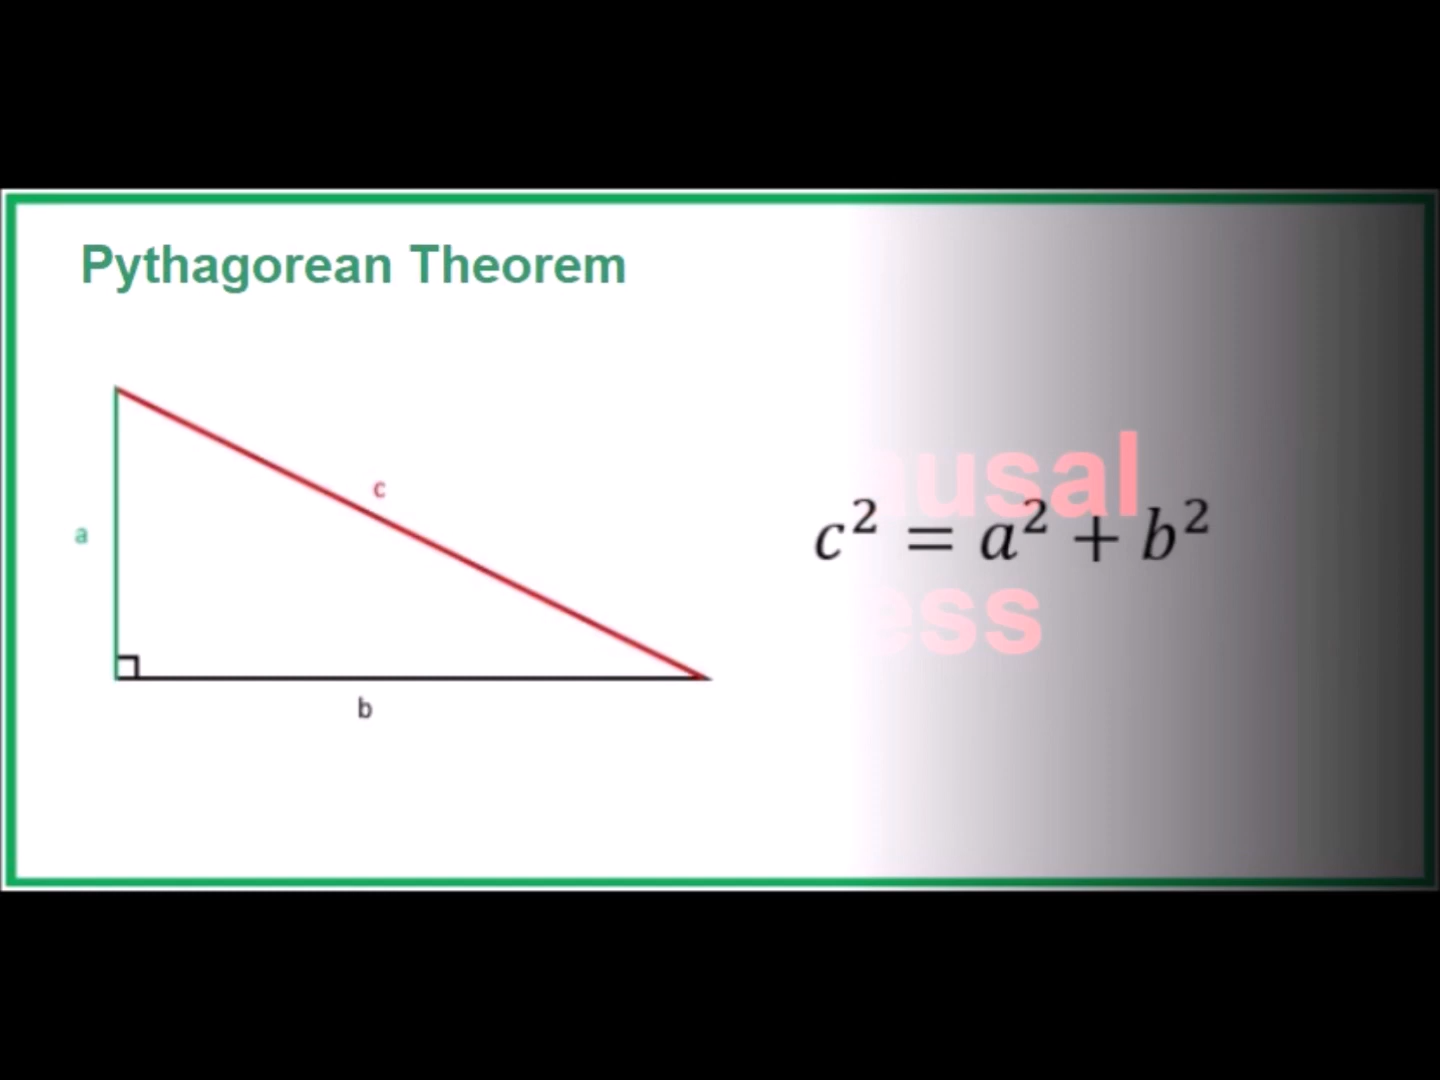 Pythagorean Theorem
c
a
c² = a² + b²
b